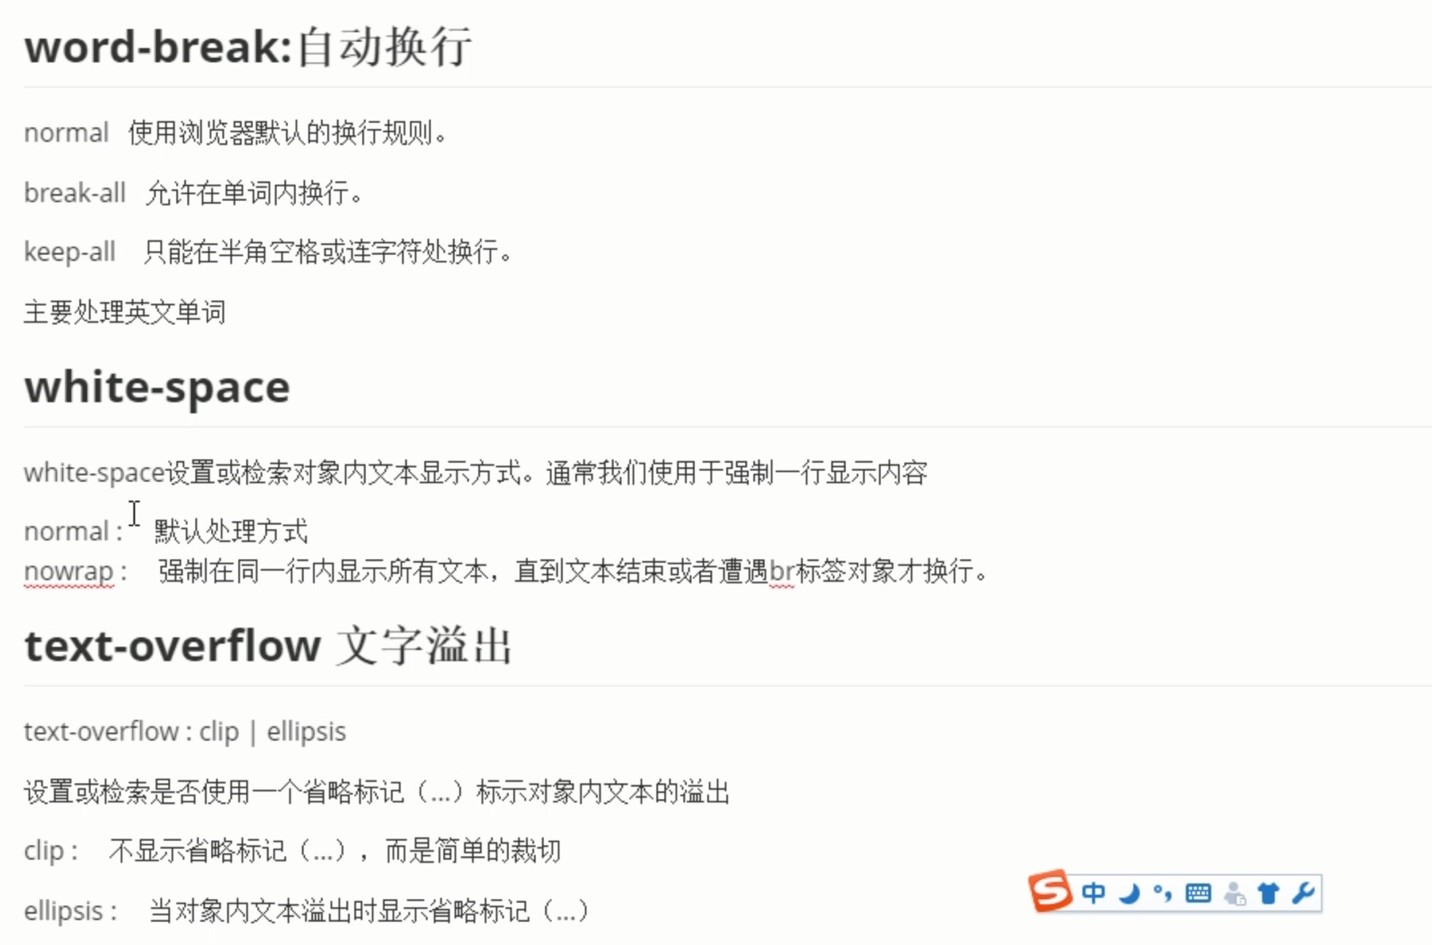 word-break:自动换行
normal 使用浏览器默认的换行规则。
break-all 允许在单词内换行。
keep-all 只能在半角空格或连字符处换行。
主要处理英文单词
white-space
white-space设置或检索对象内文本显示方式。通常我们使用于强制一行显示内容
normal : 默认处理方式
nowrap : 强制在同一行内显示所有文本，直到文本结束或者遭遇br标签对象才换行。
text-overflow 文字溢出
text-overflow : clip | ellipsis
设置或检索是否使用一个省略标记（...）标示对象内文本的溢出
clip : 不显示省略标记（...），而是简单的裁切
ellipsis : 当对象内文本溢出时显示省略标记（...）
S 中